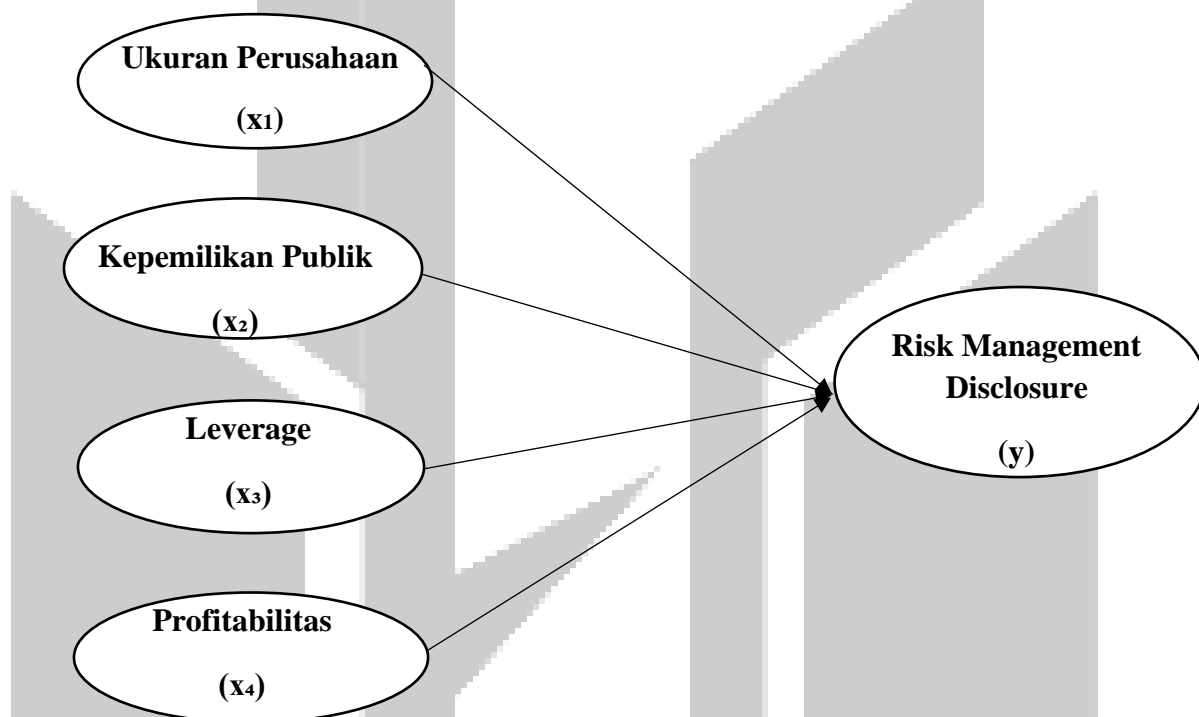 Ukuran Perusahaan
(x1)
Kepemilikan Publik
(x₂)
Leverage
(x₃)
Profitabilitas
(x₄)
Risk Management
Disclosure
(y)